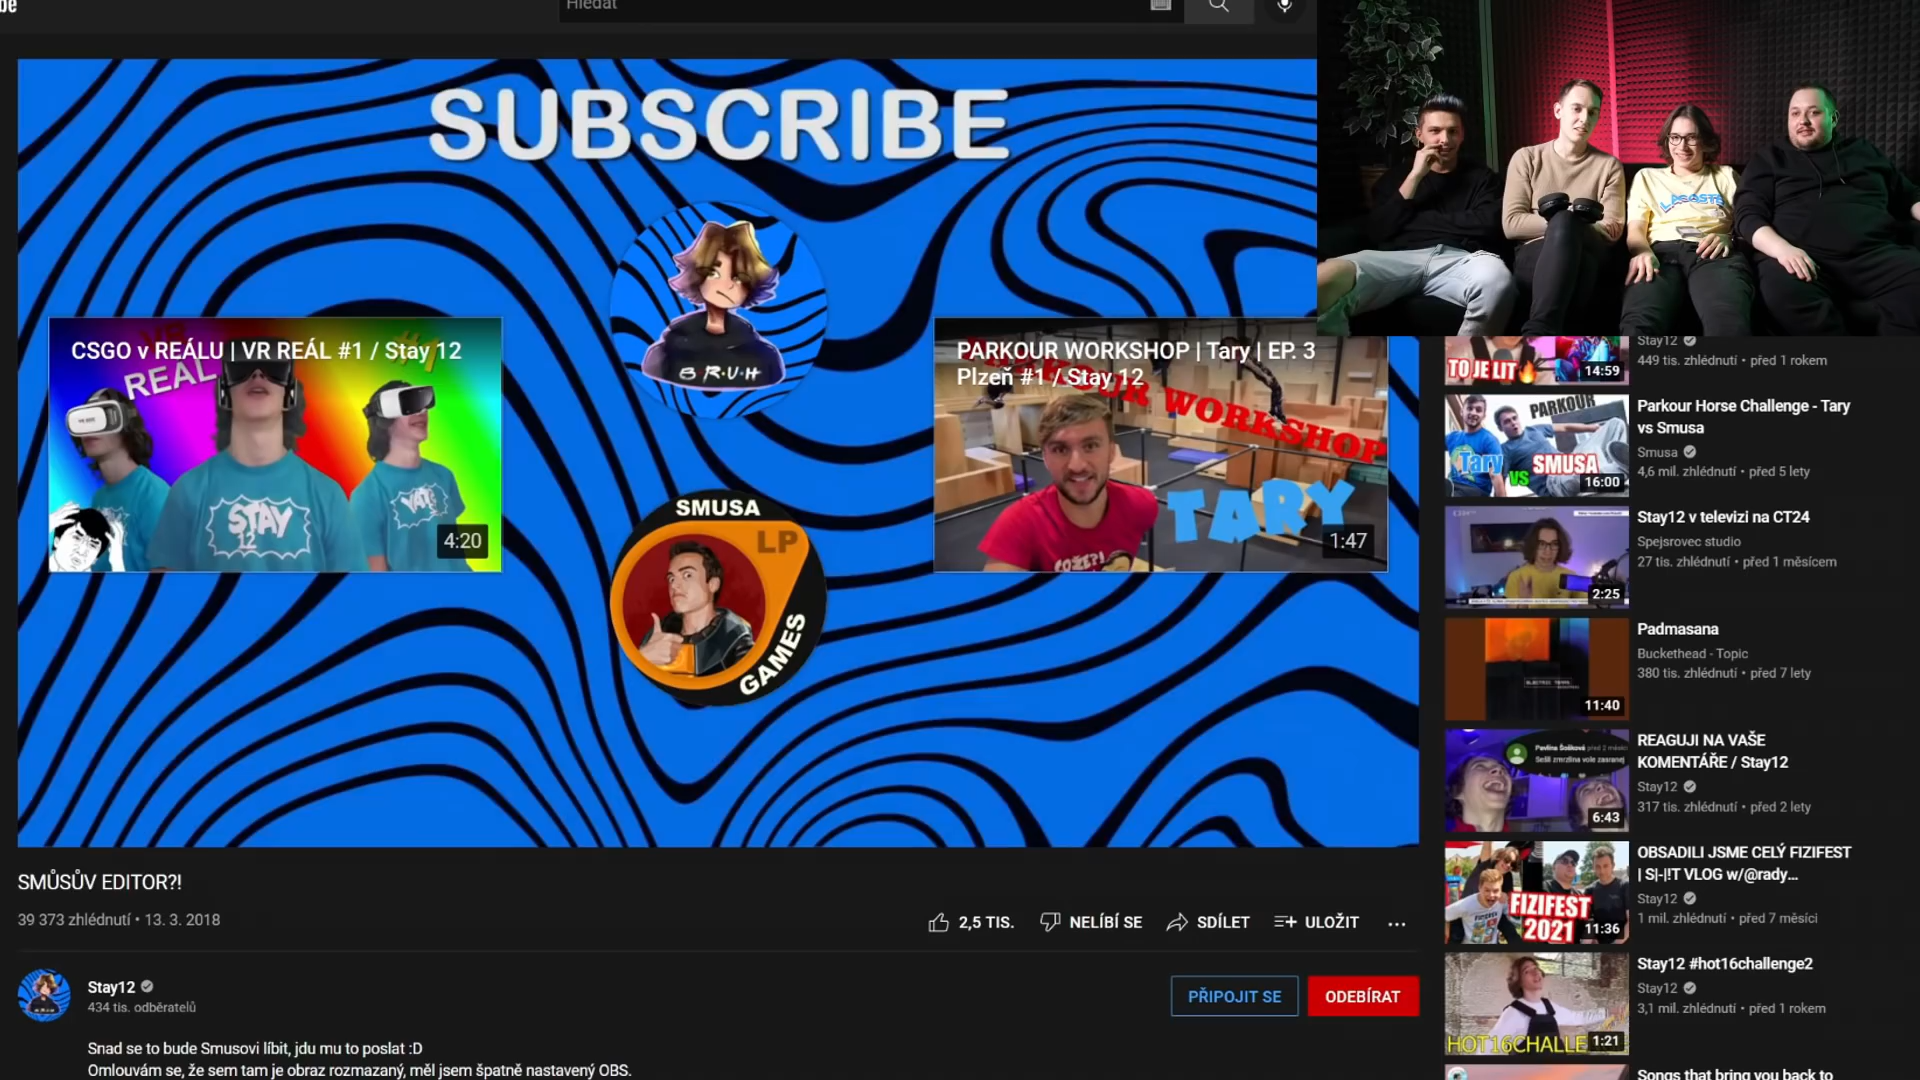 be
Hledat
SUBSCRIBE
CSGO v REÁLU | VR REÁL #1 / Stay 12
REÁL
STAY
12
4:20
BRUH
SMUSA
LP
GAMES
PARKOUR WORKSHOP | Tary | EP. 3
Plzeň #1 / Stay 12
WORKSHOP
TARY
COŽE?!
1:47
LACOSTE
SMŮSŮV EDITOR?!
39 373 zhlédnutí • 13. 3. 2018
2,5 TIS.
NELÍBÍ SE
SDÍLET
ULOŽIT
Stay12
434 tis. odběratelů
PŘIPOJIT SE
ODEBÍRAT
Snad se to bude Smusovi líbit, jdu mu to poslat :D
Omlouvám se, že sem tam je obraz rozmazaný, měl jsem špatně nastavený OBS.
TO JE LIT
14:59
Stay12
449 tis. zhlédnutí • před 1 rokem
PARKOUR
Tary
VS
SMUSA
16:00
Parkour Horse Challenge - Tary
vs Smusa
Smusa
4,6 mil. zhlédnutí • před 5 lety
2:25
Stay12 v televizi na CT24
Spejsrovec studio
27 tis. zhlédnutí • před 1 měsícem
11:40
Padmasana
Buckethead - Topic
380 tis. zhlédnutí • před 7 lety
6:43
REAGUJI NA VAŠE
KOMENTÁŘE / Stay12
Stay12
317 tis. zhlédnutí • před 2 lety
FIZIFEST
2021
11:36
OBSADILI JSME CELÝ FIZIFEST
| S|-|!T VLOG w/@rady...
Stay12
1 mil. zhlédnutí • před 7 měsíci
HOT16CHALLE
1:21
Stay12 #hot16challenge2
Stay12
3,1 mil. zhlédnutí • před 1 rokem
Songs that bring you back to